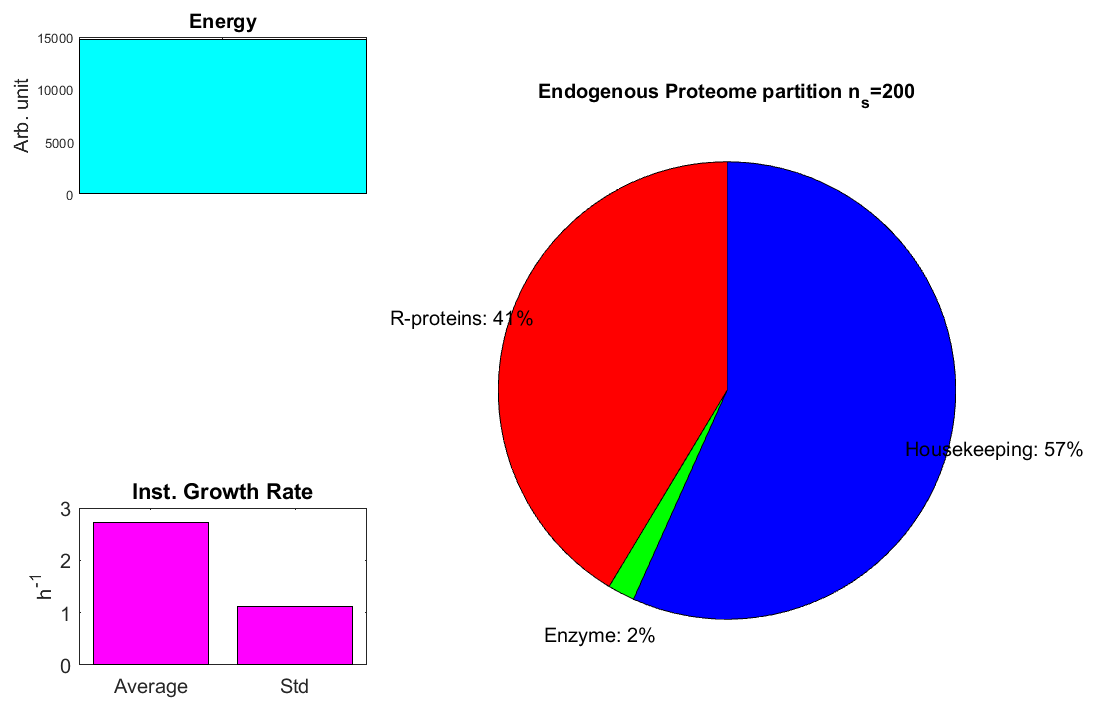 Energy
15000
10000
5000
0
Arb. unit
Endogenous Proteome partition n_s=200
R-proteins: 41%
Housekeeping: 57%
Enzyme: 2%
Inst. Growth Rate
3
2
1
0
h^-1
Average Std